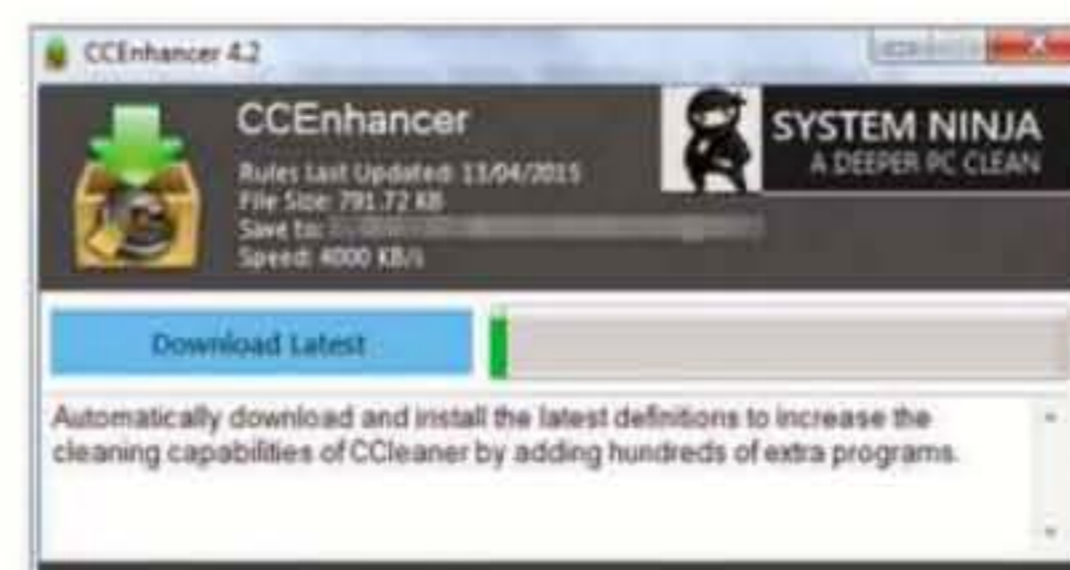 CCEnhancer 4.2
CCEnhancer
Rules Last Updated: 13/04/2015
File Size: 791.72 KB
Save to:
Speed: 4000 KB/s
SYSTEM NINJA
A DEEPER PC CLEAN
Download Latest
Automatically download and install the latest definitions to increase the
cleaning capabilities of CCleaner by adding hundreds of extra programs.